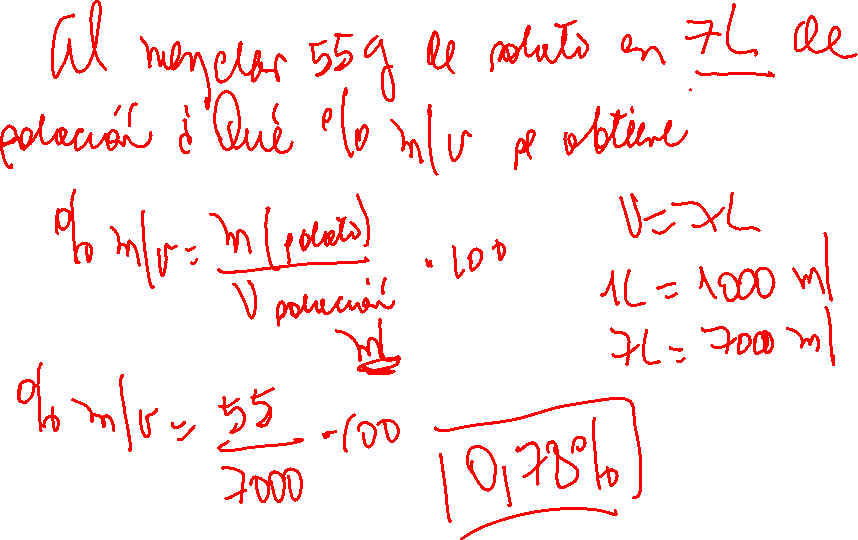 Al menclar 55g de soluto en 7L de
solución ¿Qué % m/v se obtiene
% m/v = m (soluto) / V solución ml · 100
V = 7L
1L = 1000 ml
7L = 7000 ml
% m/v = 55 / 7000 · 100
0,78%